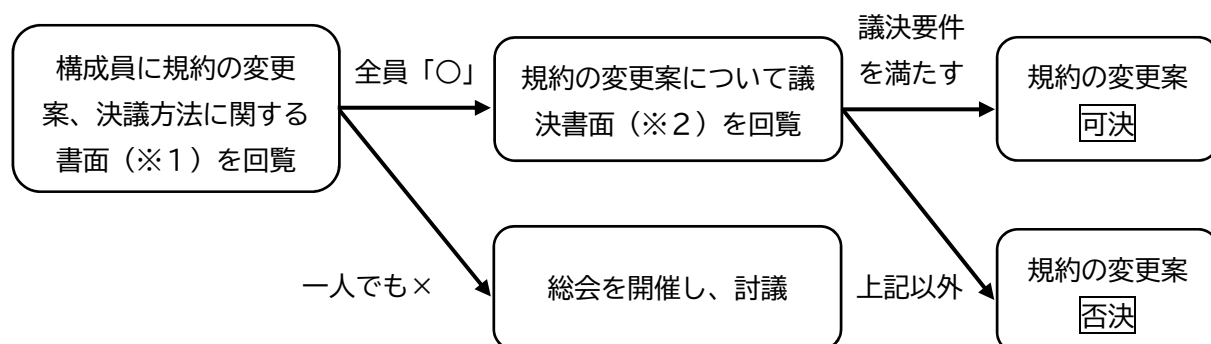 構成員に規約の変更
案、決議方法に関する
書面（※１）を回覧
全員「○」
規約の変更案について議
決書面（※２）を回覧
議決要件
を満たす
規約の変更案
可決
一人でも×
総会を開催し、討議
上記以外
規約の変更案
否決